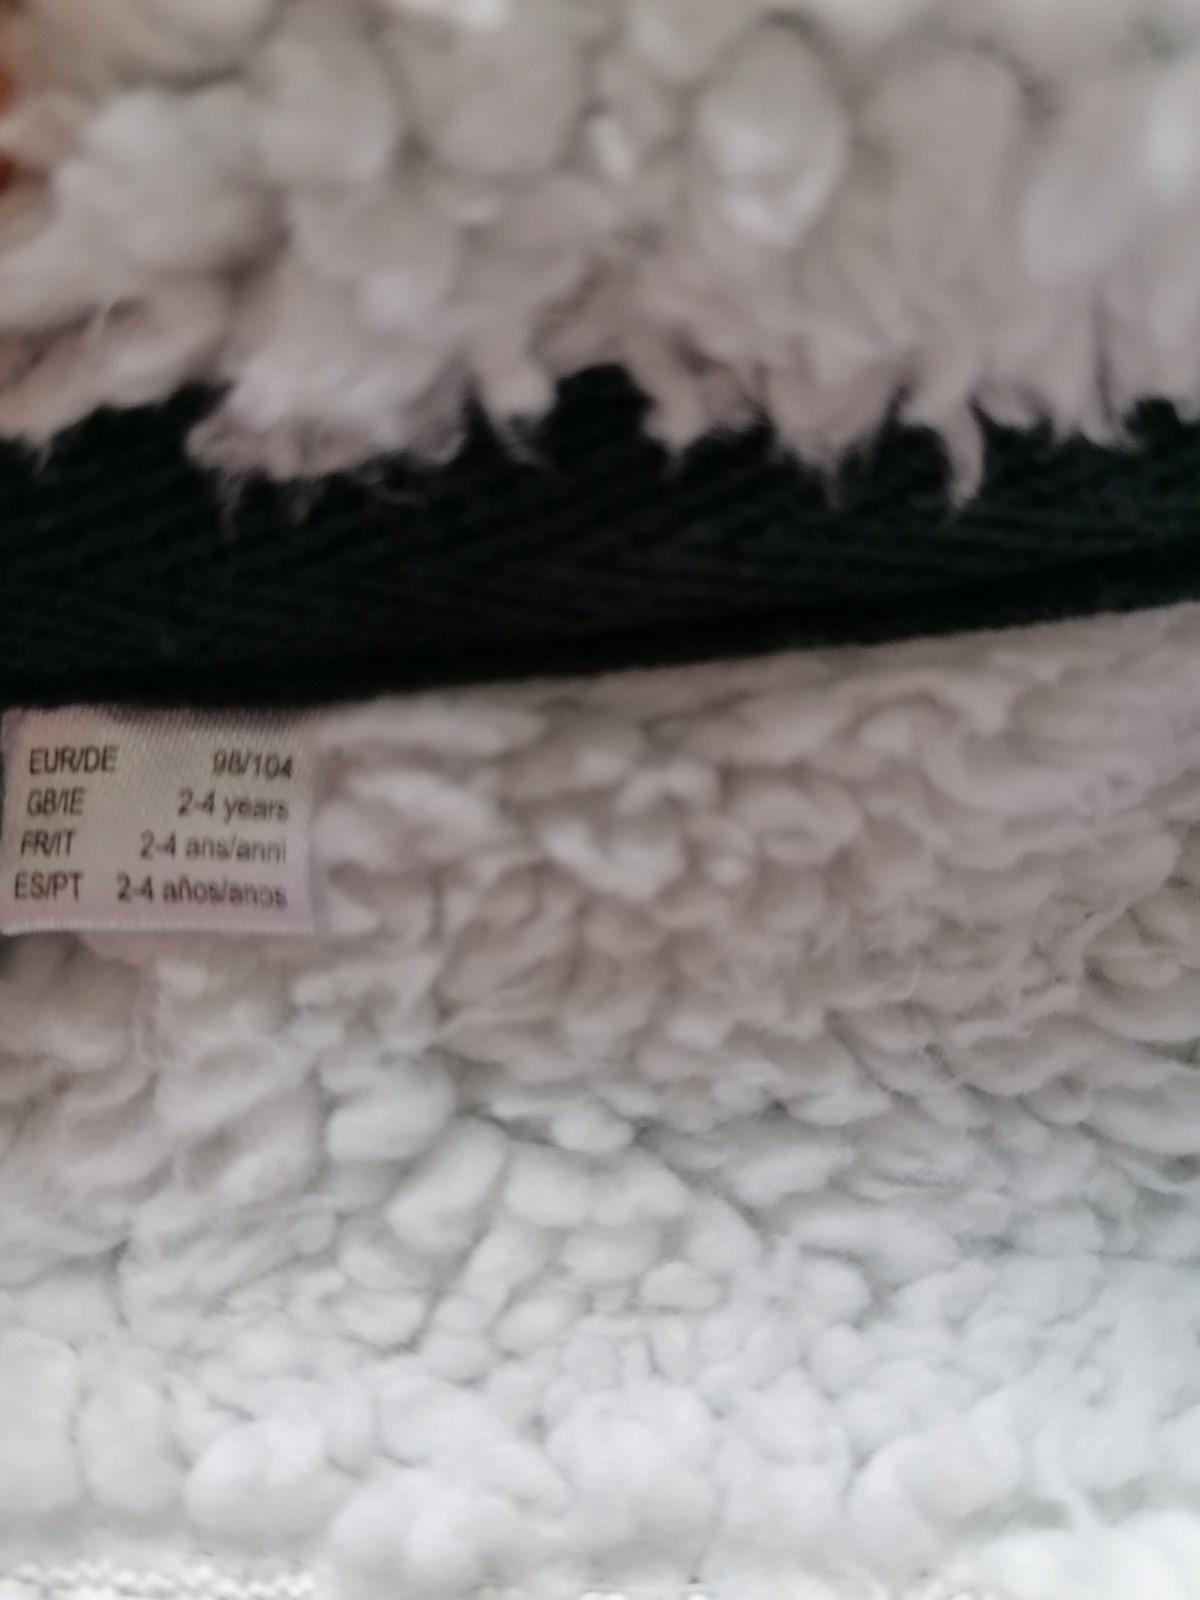 EUR/DE 98/104
GB/IE 2-4 years
FR/IT 2-4 ans/anni
ES/PT 2-4 años/anos